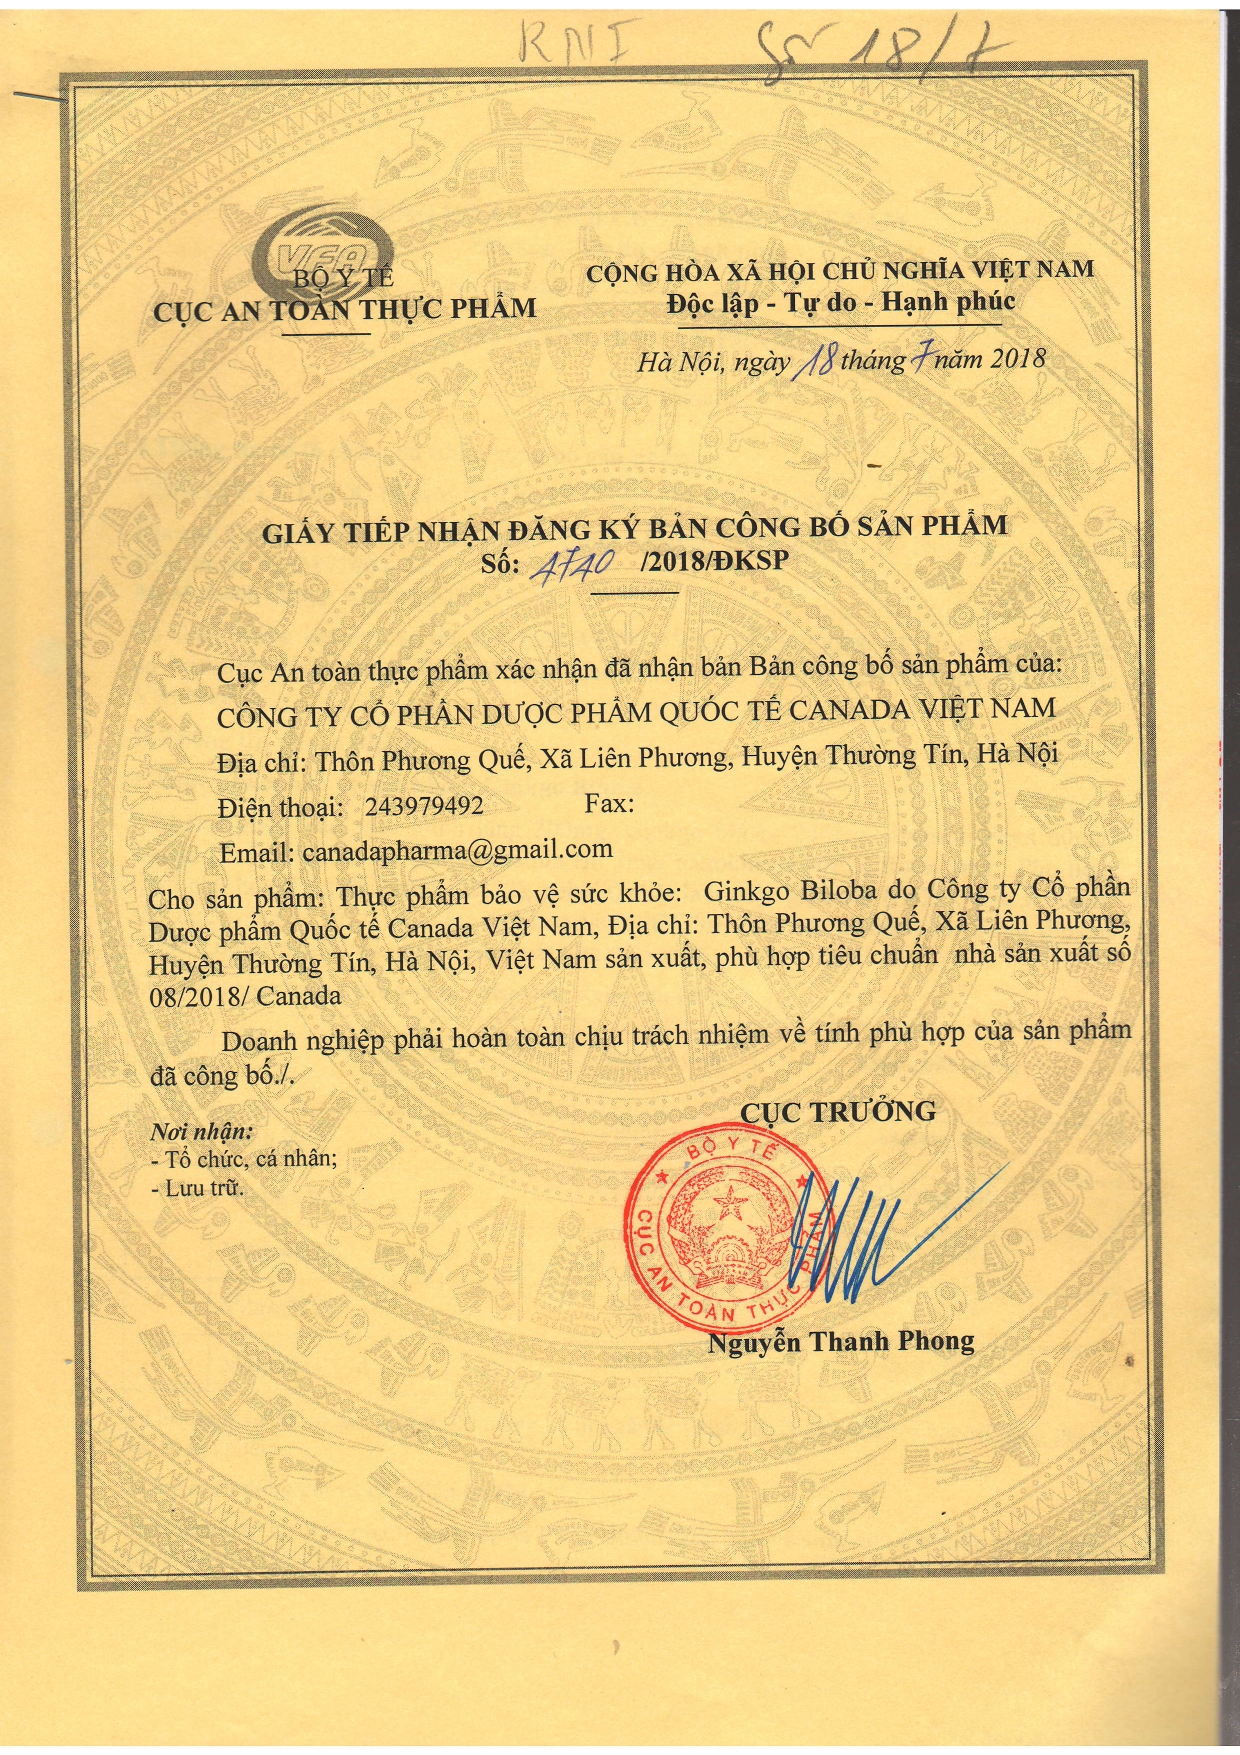 RNI Số 18/7
VFA
BỘ Y TẾ
CỤC AN TOÀN THỰC PHẨM
CỘNG HÒA XÃ HỘI CHỦ NGHĨA VIỆT NAM
Độc lập - Tự do - Hạnh phúc
Hà Nội, ngày 18 tháng 7 năm 2018
GIẤY TIẾP NHẬN ĐĂNG KÝ BẢN CÔNG BỐ SẢN PHẨM
Số: 4740 /2018/ĐKSP
Cục An toàn thực phẩm xác nhận đã nhận bản Bản công bố sản phẩm của:
CÔNG TY CỔ PHẦN DƯỢC PHẨM QUÓC TẾ CANADA VIỆT NAM
Địa chỉ: Thôn Phương Quế, Xã Liên Phương, Huyện Thường Tín, Hà Nội
Điện thoại: 243979492 Fax:
Email: canadapharma@gmail.com
Cho sản phẩm: Thực phẩm bảo vệ sức khỏe: Ginkgo Biloba do Công ty Cổ phần
Dược phẩm Quốc tế Canada Việt Nam, Địa chỉ: Thôn Phương Quế, Xã Liên Phương,
Huyện Thường Tín, Hà Nội, Việt Nam sản xuất, phù hợp tiêu chuẩn nhà sản xuất số
08/2018/ Canada
Doanh nghiệp phải hoàn toàn chịu trách nhiệm về tính phù hợp của sản phẩm
đã công bố./.
CỤC TRƯỞNG
Nơi nhận:
- Tổ chức, cá nhân;
- Lưu trữ.
BỘ Y TẾ
CỤC AN TOÀN THỰC PHẨM
Nguyễn Thanh Phong